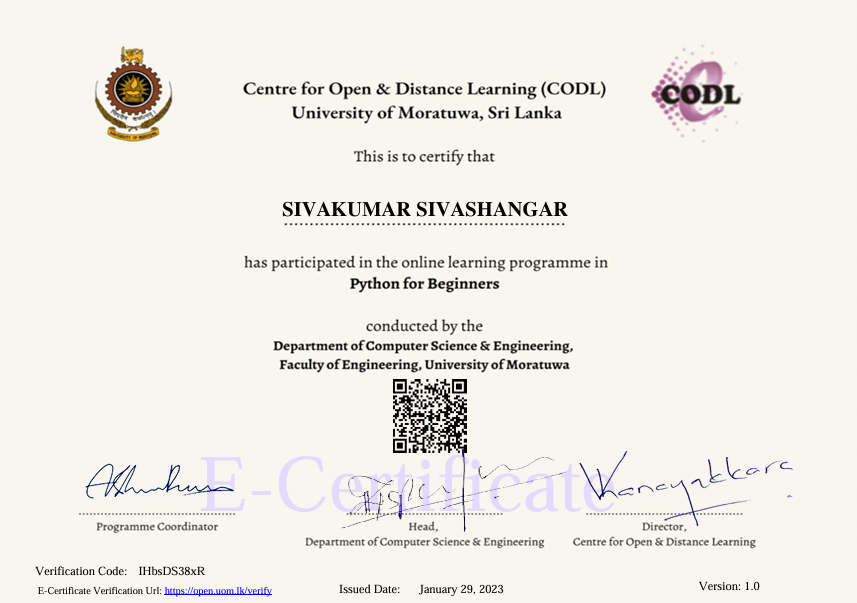 Centre for Open & Distance Learning (CODL)
University of Moratuwa, Sri Lanka
CODL
UNIVERSITY OF MORATUWA
This is to certify that
SIVAKUMAR SIVASHANGAR
has participated in the online learning programme in
Python for Beginners
conducted by the
Department of Computer Science & Engineering,
Faculty of Engineering, University of Moratuwa
E-Certificate
Programme Coordinator
Head,
Department of Computer Science & Engineering
Director,
Centre for Open & Distance Learning
Verification Code: IHbsDS38xR
E-Certificate Verification Url: https://open.uom.lk/verify
Issued Date: January 29, 2023
Version: 1.0